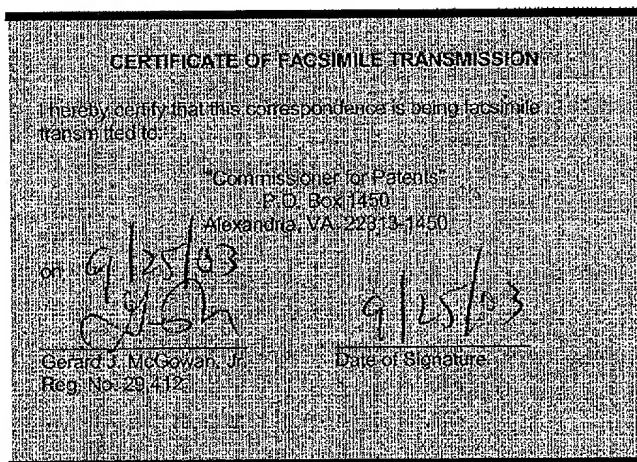 CERTIFICATE OF FACSIMILE TRANSMISSION
I hereby certify that this correspondence is being facsimile
transmitted to:
"Commissioner for Patents"
P.O. Box 1450
Alexandria, VA 22313-1450
on 9/25/03
9/25/03
Gerard J. McGowan, Jr.
Date of Signature
Reg. No. 29,412